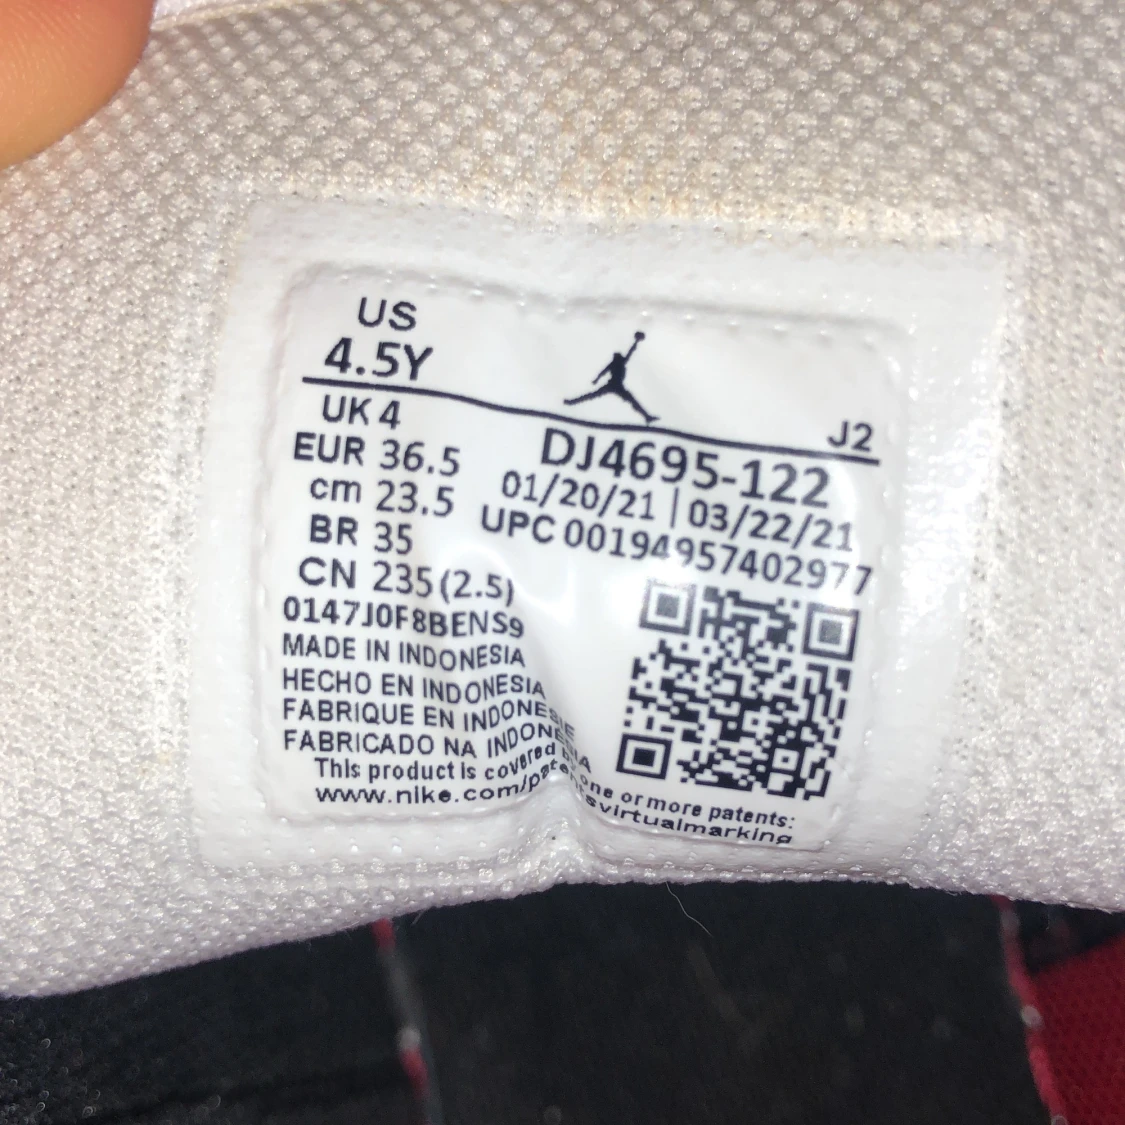 US
4.5Y
UK 4
EUR 36.5
cm 23.5
BR 35
CN 235 (2.5)
J2
DJ4695-122
01/20/21 | 03/22/21
UPC 00194957402977
0147J0F8BENS9
MADE IN INDONESIA
HECHO EN INDONESIA
FABRIQUE EN INDONESIE
FABRICADO NA INDONESIA
This product is covered by one or more patents:
www.nike.com/patentsvirtualmarking